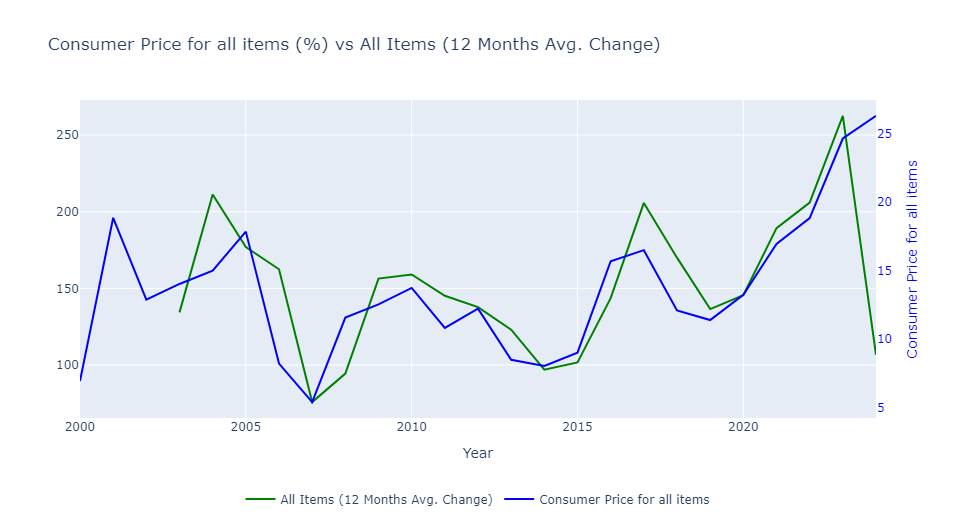 Consumer Price for all items (%) vs All Items (12 Months Avg. Change)
250
200
150
100
25
20
15
10
5
Consumer Price for all items
2000
2005
2010
2015
2020
Year
All Items (12 Months Avg. Change)
Consumer Price for all items